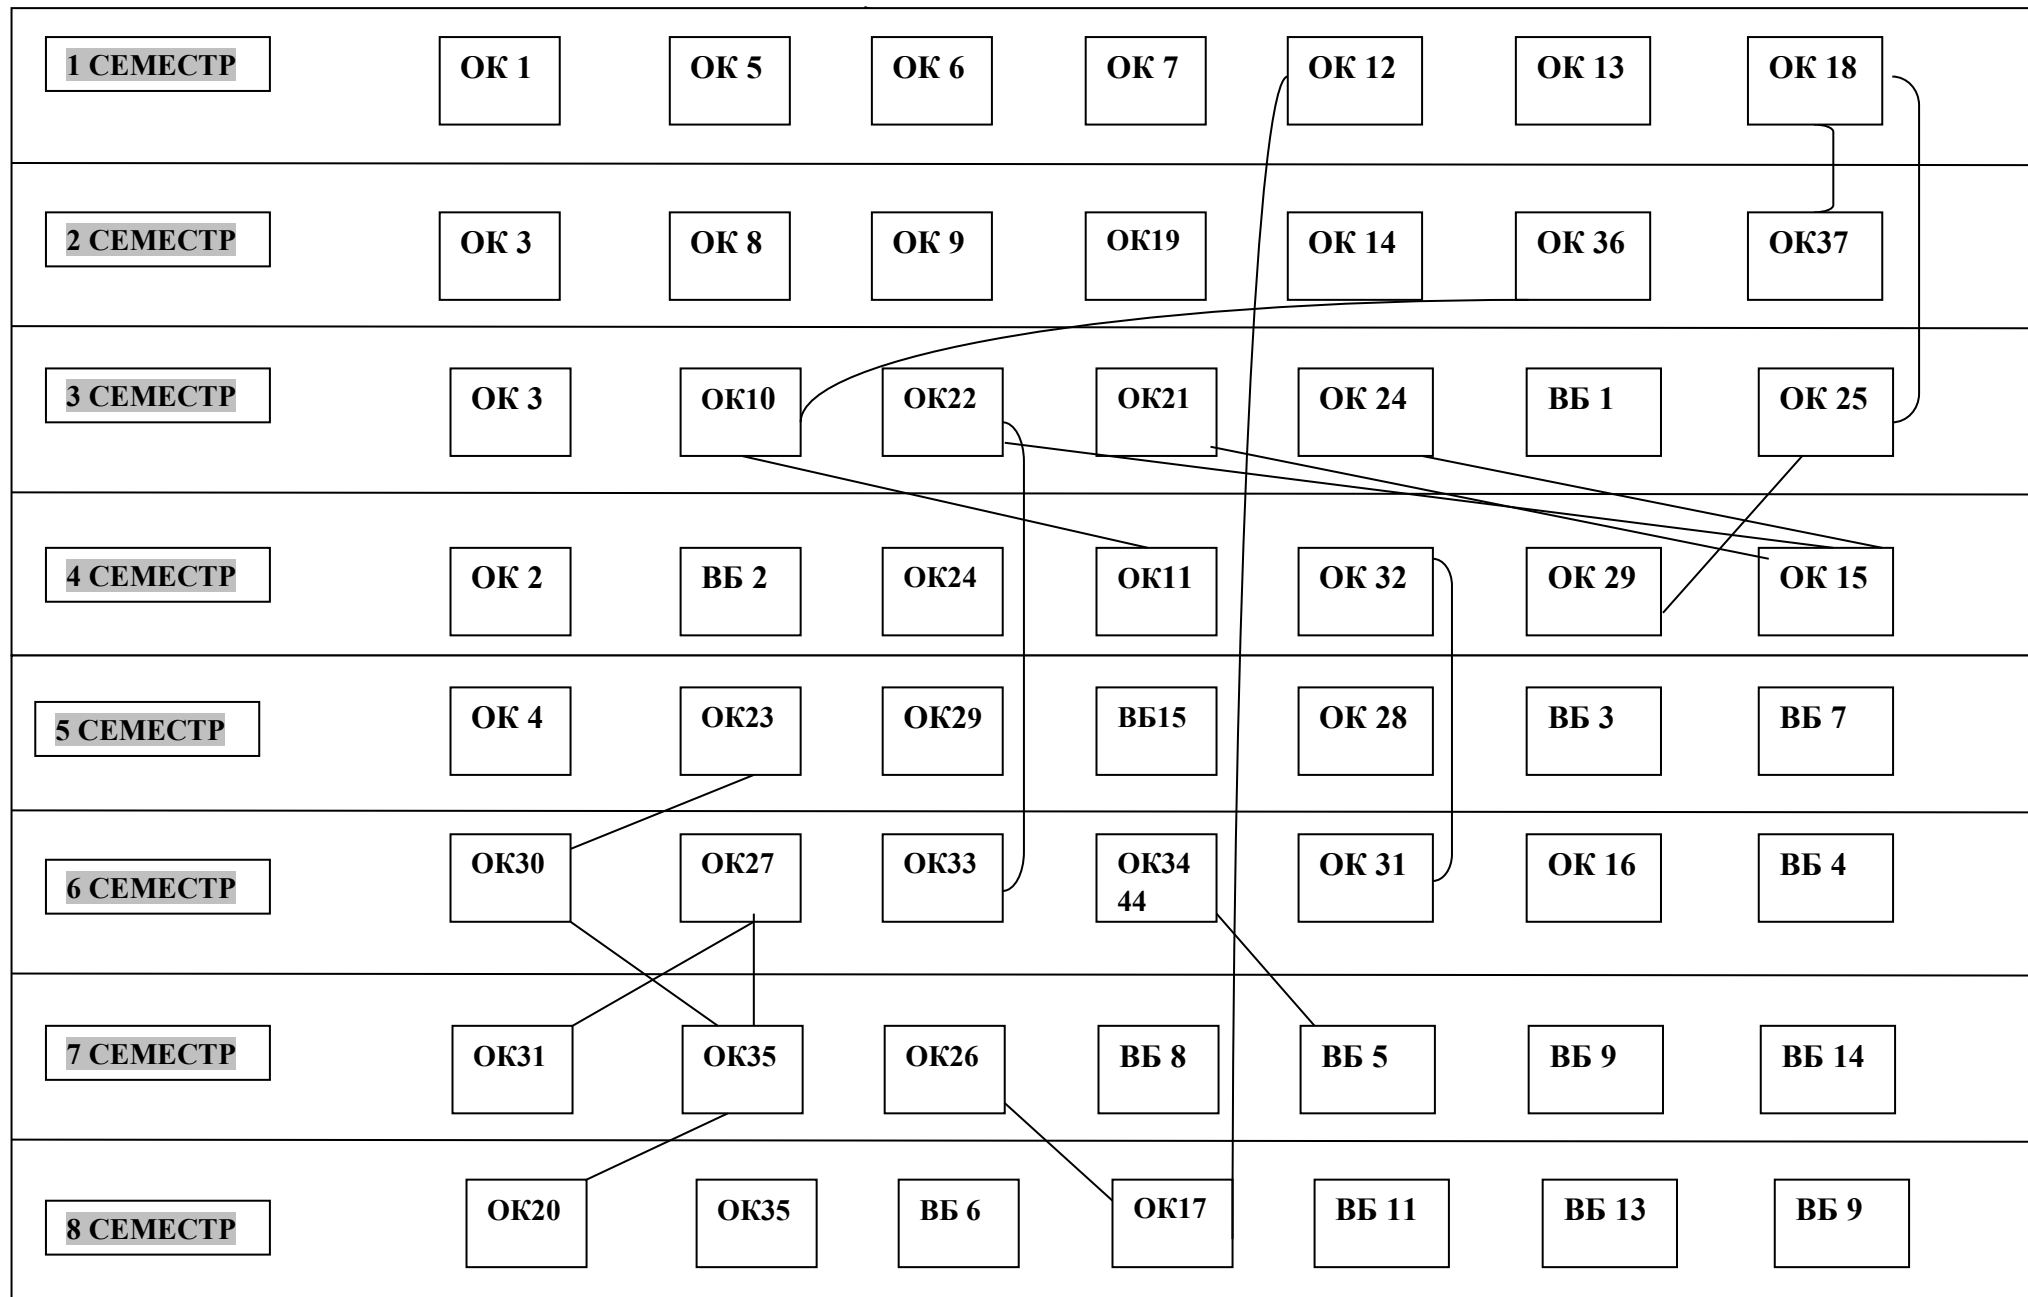 1 СЕМЕСТР ОК 1 ОК 5 ОК 6 ОК 7 ОК 12 ОК 13 ОК 18
2 СЕМЕСТР ОК 3 ОК 8 ОК 9 ОК19 ОК 14 ОК 36 ОК37
3 СЕМЕСТР ОК 3 ОК10 ОК22 ОК21 ОК 24 ВБ 1 ОК 25
4 СЕМЕСТР ОК 2 ВБ 2 ОК24 ОК11 ОК 32 ОК 29 ОК 15
5 СЕМЕСТР ОК 4 ОК23 ОК29 ВБ15 ОК 28 ВБ 3 ВБ 7
6 СЕМЕСТР ОК30 ОК27 ОК33 ОК34 ОК 31 ОК 16 ВБ 4
44
7 СЕМЕСТР ОК31 ОК35 ОК26 ВБ 8 ВБ 5 ВБ 9 ВБ 14
8 СЕМЕСТР ОК20 ОК35 ВБ 6 ОК17 ВБ 11 ВБ 13 ВБ 9